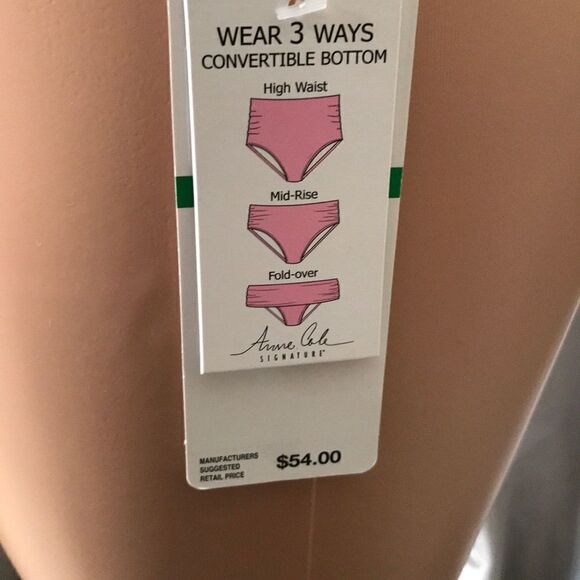 WEAR 3 WAYS
CONVERTIBLE BOTTOM
High Waist
Mid-Rise
Fold-over
Anne Cole
SIGNATURE
MANUFACTURERS
SUGGESTED
RETAIL PRICE
$54.00